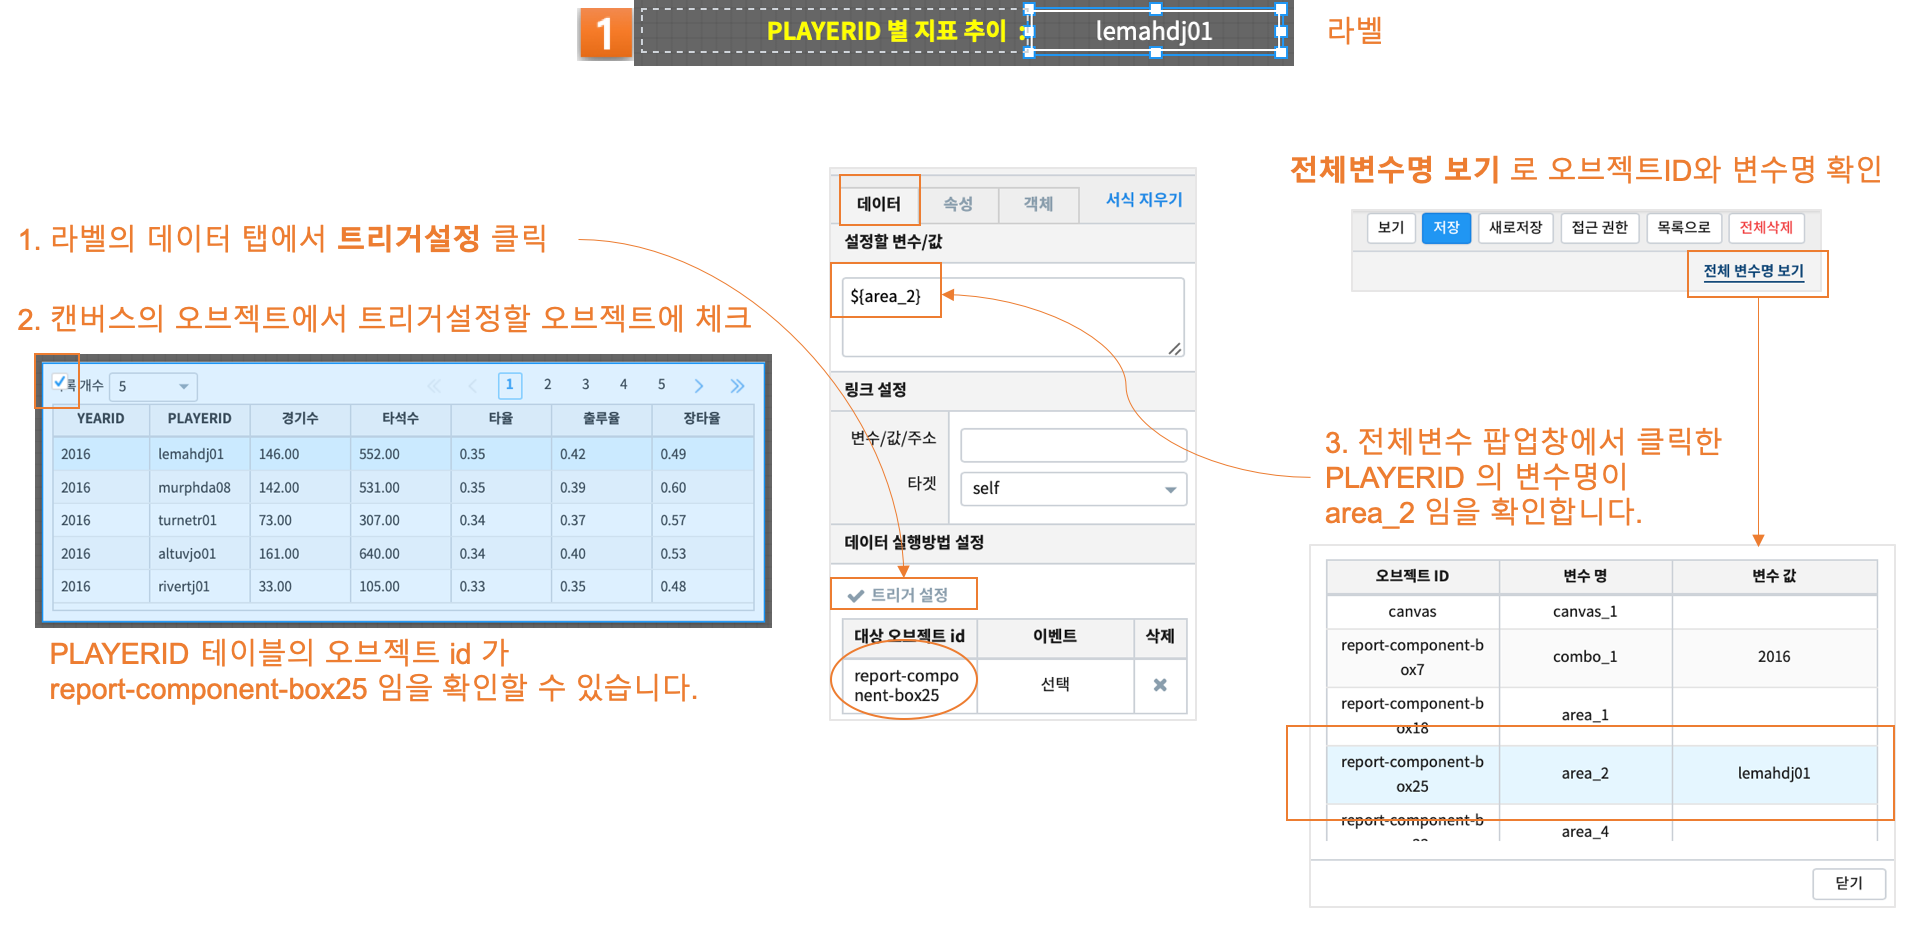 1
PLAYERID 별 지표 추이 :
lemahdj01
라벨
전체변수명 보기 로 오브젝트ID와 변수명 확인
보기 저장 새로저장 접근 권한 목록으로 전체삭제
전체 변수명 보기
1. 라벨의 데이터 탭에서 트리거설정 클릭
2. 캔버스의 오브젝트에서 트리거설정할 오브젝트에 체크
개수 5 « < 1 2 3 4 5 > »
YEARID PLAYERID 경기수 타석수 타율 출루율 장타율
2016 lemahdj01 146.00 552.00 0.35 0.42 0.49
2016 murphda08 142.00 531.00 0.35 0.39 0.60
2016 turnetr01 73.00 307.00 0.34 0.37 0.57
2016 altuvjo01 161.00 640.00 0.34 0.40 0.53
2016 rivertj01 33.00 105.00 0.33 0.35 0.48
PLAYERID 테이블의 오브젝트 id 가
report-component-box25 임을 확인할 수 있습니다.
데이터 속성 객체 서식 지우기
설정할 변수/값
${area_2}
링크 설정
변수/값/주소
타겟 self
데이터 실행방법 설정
트리거 설정
대상 오브젝트 id 이벤트 삭제
report-compo
nent-box25
선택
3. 전체변수 팝업창에서 클릭한
PLAYERID 의 변수명이
area_2 임을 확인합니다.
오브젝트 ID 변수 명 변수 값
canvas canvas_1
report-component-b
ox7
combo_1 2016
report-component-b
ox18
area_1
report-component-b
ox25
area_2 lemahdj01
report-component-b
area_4
닫기